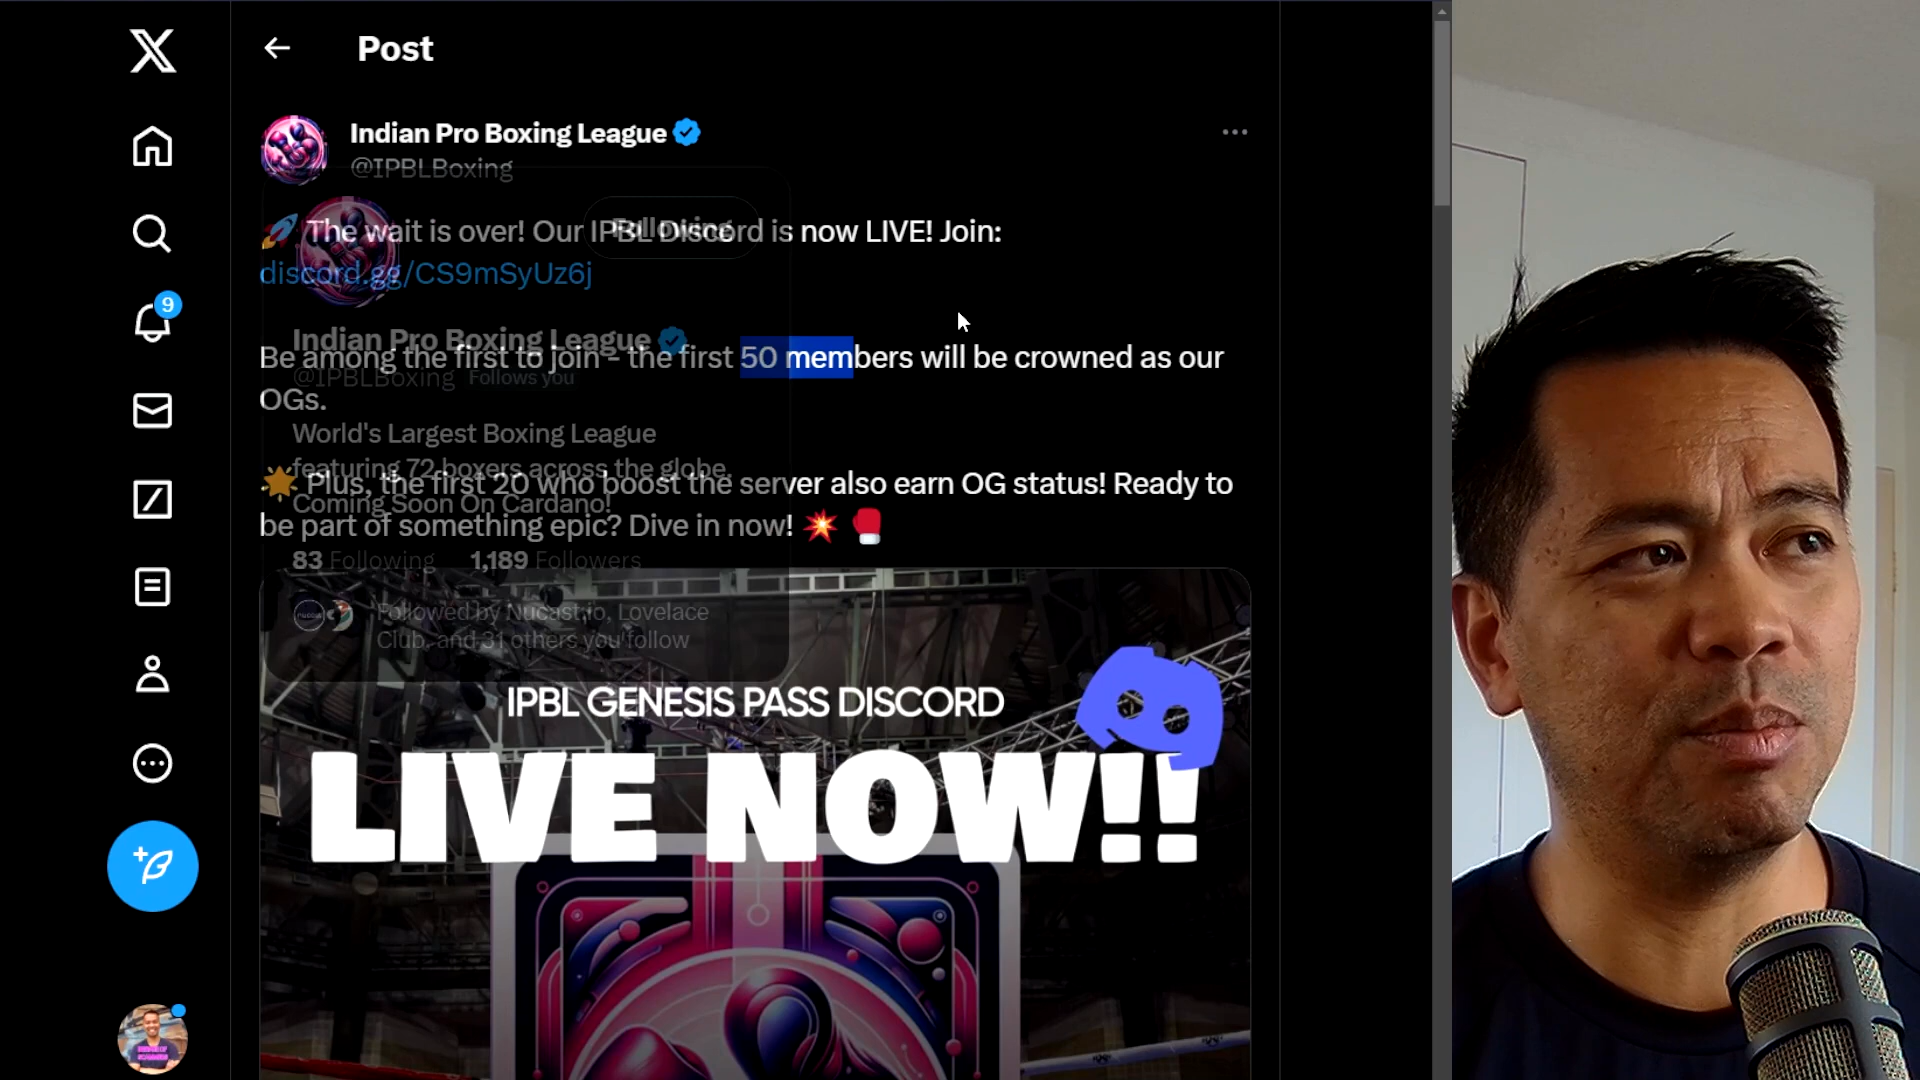 Post
Indian Pro Boxing League
@IPBLBoxing
🚀 The wait is over! Our IPBL Discord is now LIVE! Join:
Following
discord.gg/CS9mSyUz6j
9
Indian Pro Boxing League
Be among the first to join - the first 50 members will be crowned as our
@IPBLBoxing Follows you
OGs.
World's Largest Boxing League
featuring 72 boxers across the globe.
🌟 Plus, the first 20 who boost the server also earn OG status! Ready to
Coming Soon On Cardano!
be part of something epic? Dive in now! 💥 🥊
83 Following 1,189 Followers
Followed by Nucast.io, Lovelace
Club, and 31 others you follow
IPBL GENESIS PASS DISCORD
LIVE NOW!!